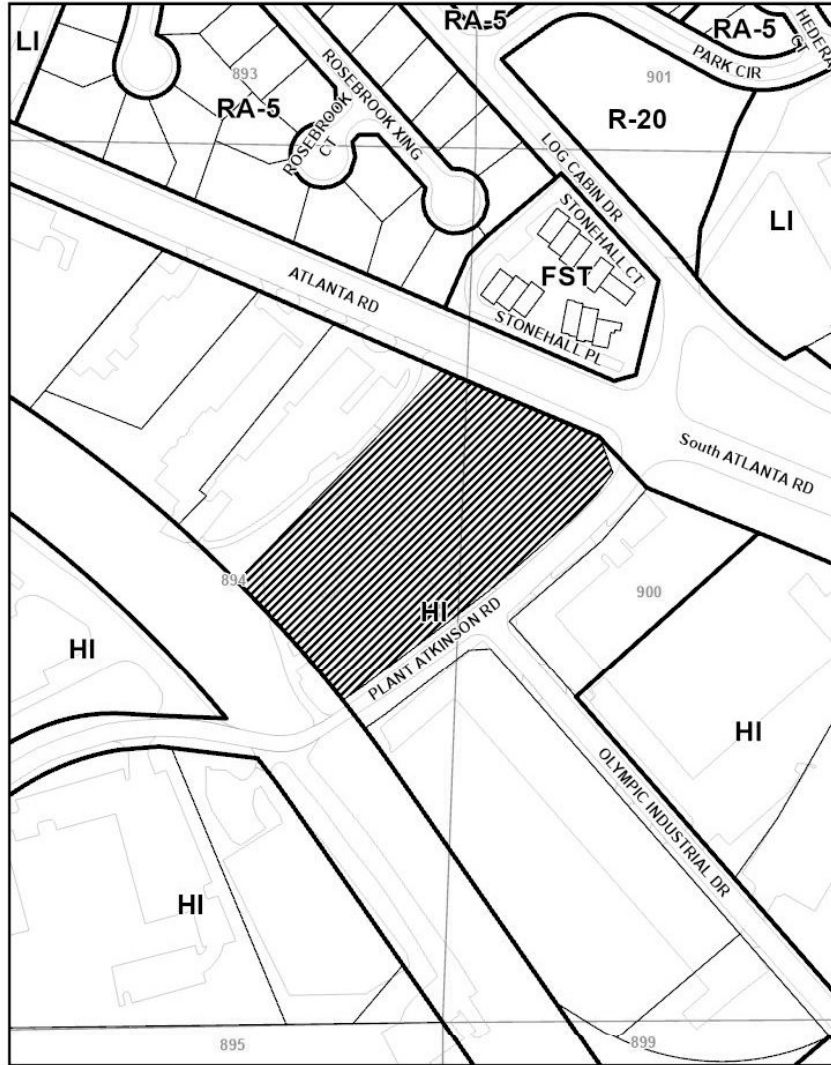 RA-5
RA-5
HEDERA
CT
LI
893
ROSEBROOK XING
PARK CIR
901
RA-5
R-20
ROSEBROOK
CT
LOG CABIN DR
LI
STONEHALL CT
FST
ATLANTA RD
STONEHALL PL
South ATLANTA RD
894
900
HI
PLANT ATKINSON RD
HI
HI
OLYMPIC INDUSTRIAL DR
HI
895
899